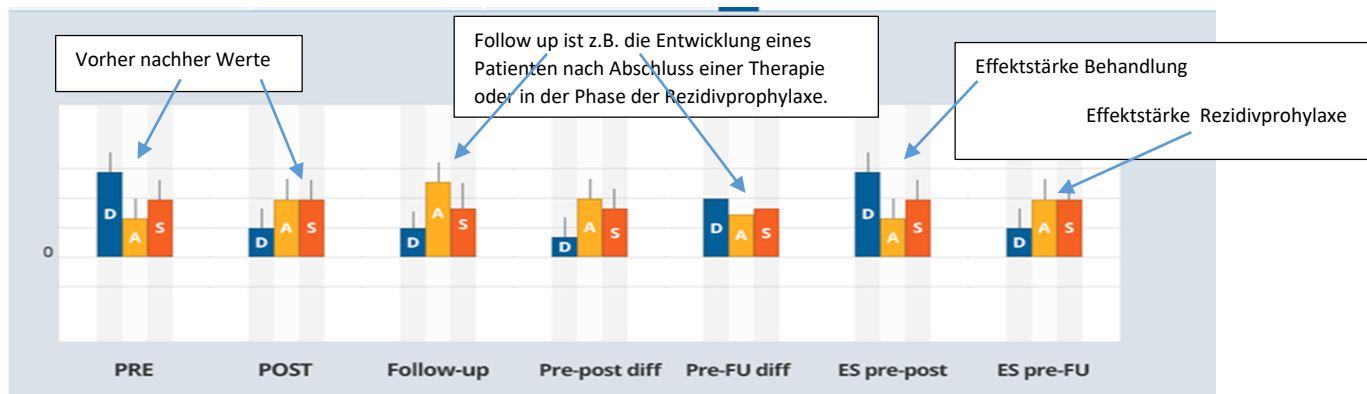 Vorher nachher Werte
Follow up ist z.B. die Entwicklung eines
Patienten nach Abschluss einer Therapie
oder in der Phase der Rezidivprophylaxe.
Effektstärke Behandlung
Effektstärke Rezidivprohylaxe
D A S
D A S
D A S
D A S
D A S
D A S
D A S
0
PRE POST Follow-up Pre-post diff Pre-FU diff ES pre-post ES pre-FU